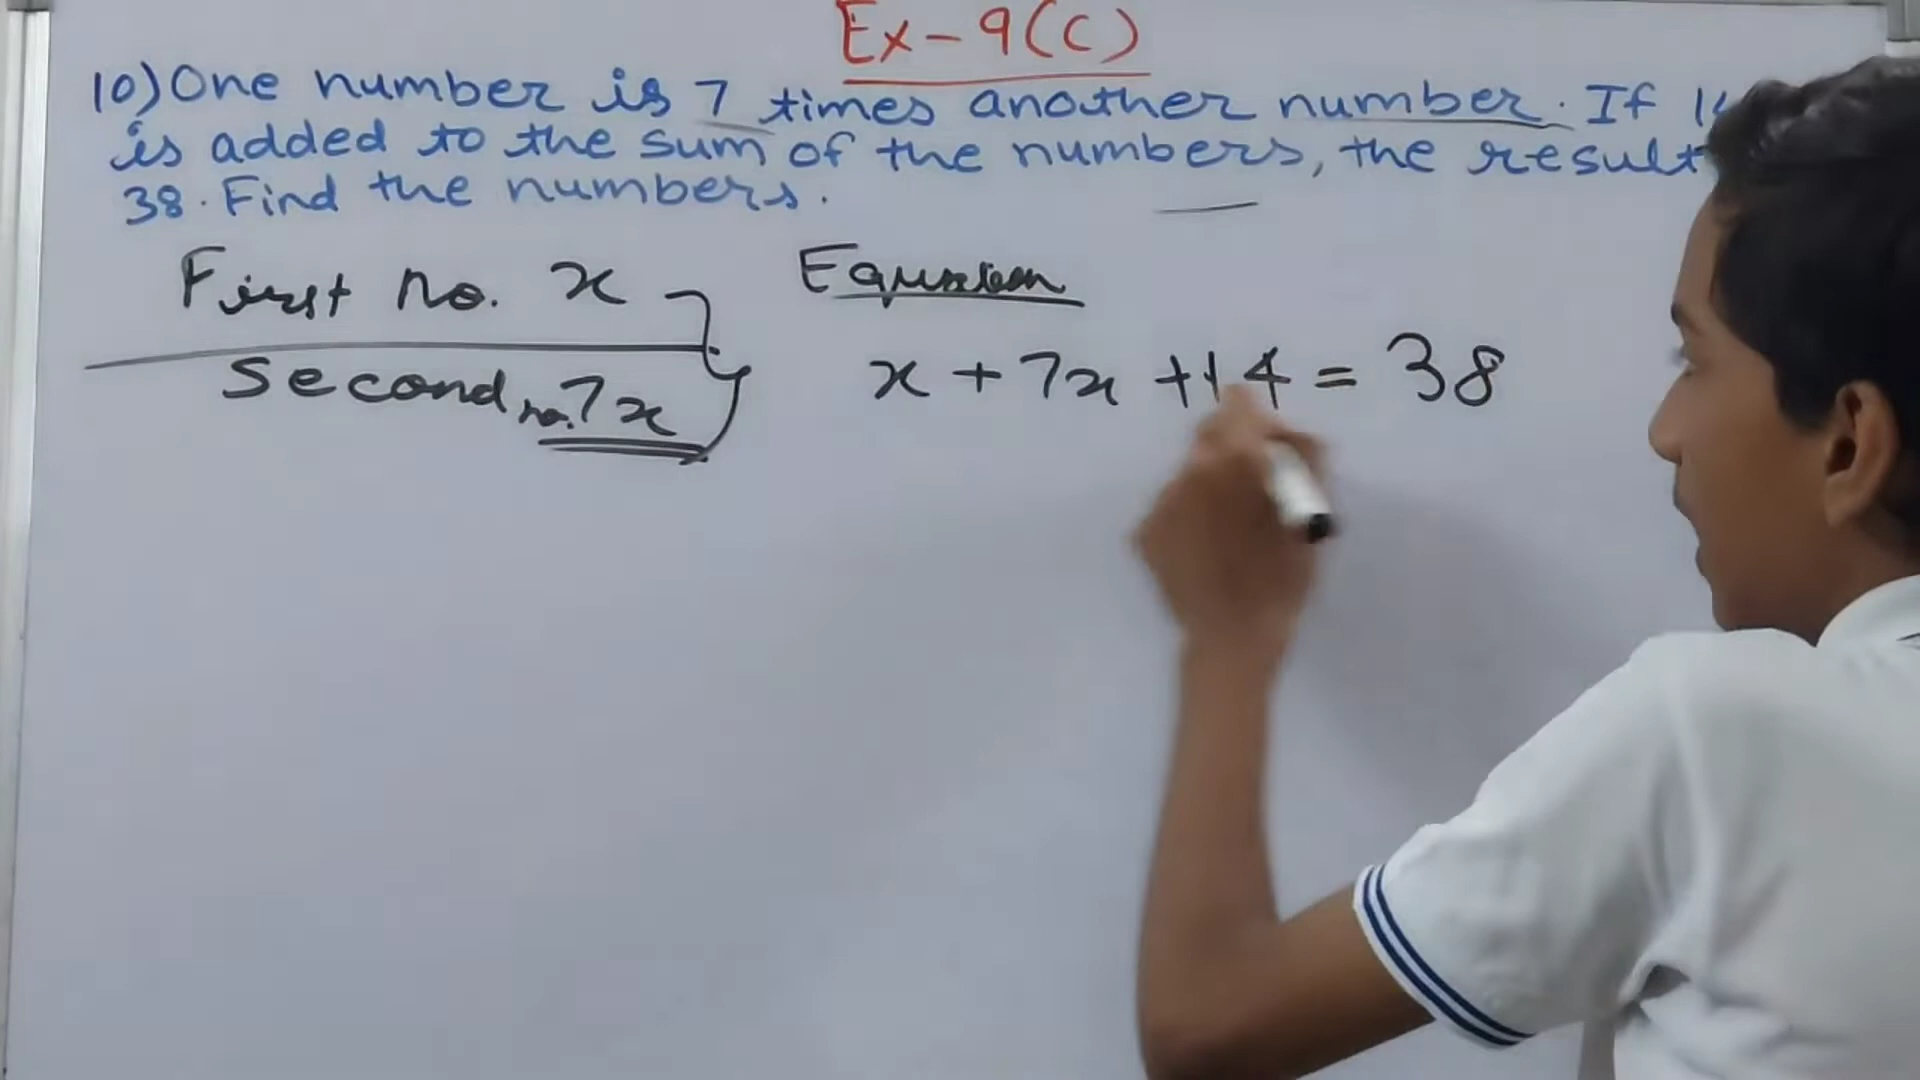 Ex-9(C)
10) One number is 7 times another number. If
is added to the sum of the numbers, the result
38. Find the numbers.
First no. x
Second no. 7x
Equation
x + 7x + 14 = 38